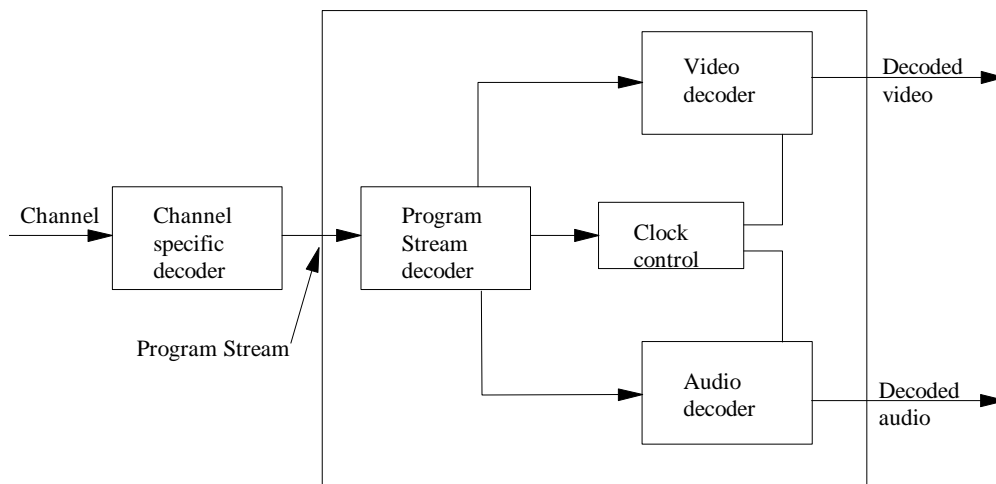 Video
decoder
Decoded
video
Channel
Channel
specific
decoder
Program
Stream
decoder
Clock
control
Program Stream
Audio
decoder
Decoded
audio